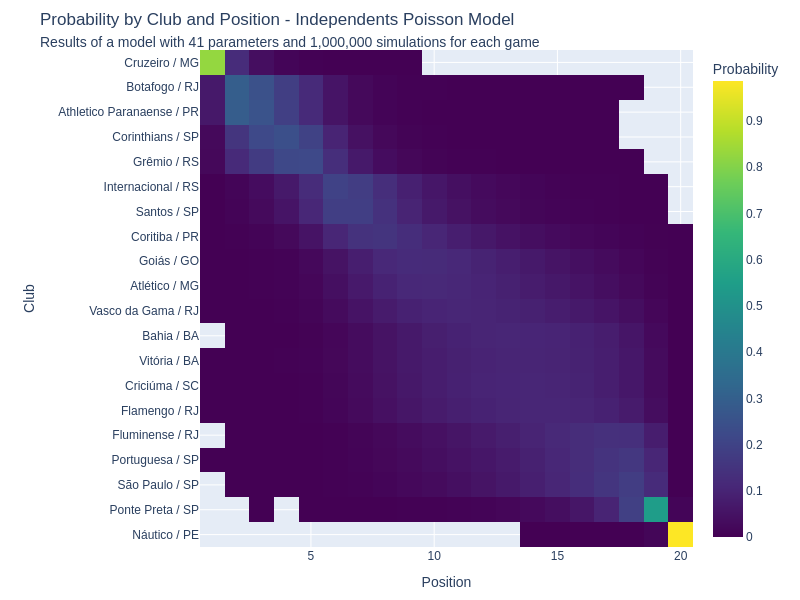 Probability by Club and Position - Independents Poisson Model
Results of a model with 41 parameters and 1,000,000 simulations for each game
Cruzeiro / MG
Botafogo / RJ
Athletico Paranaense / PR
Corinthians / SP
Grêmio / RS
Internacional / RS
Santos / SP
Coritiba / PR
Goiás / GO
Atlético / MG
Vasco da Gama / RJ
Bahia / BA
Vitória / BA
Criciúma / SC
Flamengo / RJ
Fluminense / RJ
Portuguesa / SP
São Paulo / SP
Ponte Preta / SP
Náutico / PE
Club
5
10
15
20
Position
Probability
0.9
0.8
0.7
0.6
0.5
0.4
0.3
0.2
0.1
0